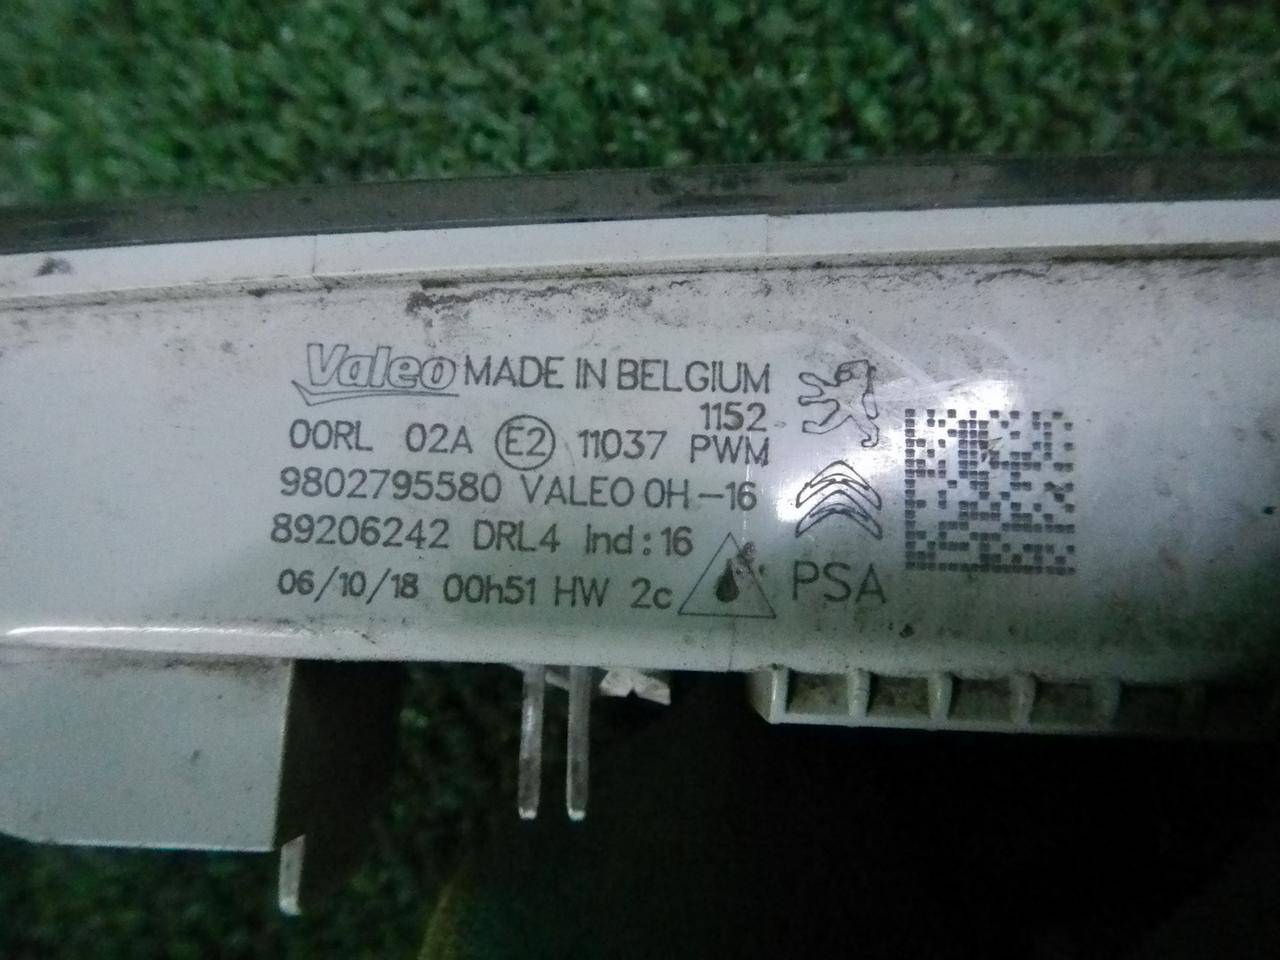 Valeo MADE IN BELGIUM
1152
00RL 02A E2 11037 PWM
9802795580 VALEO 0H-16
89206242 DRL4 Ind:16
06/10/18 00h51 HW 2c
PSA